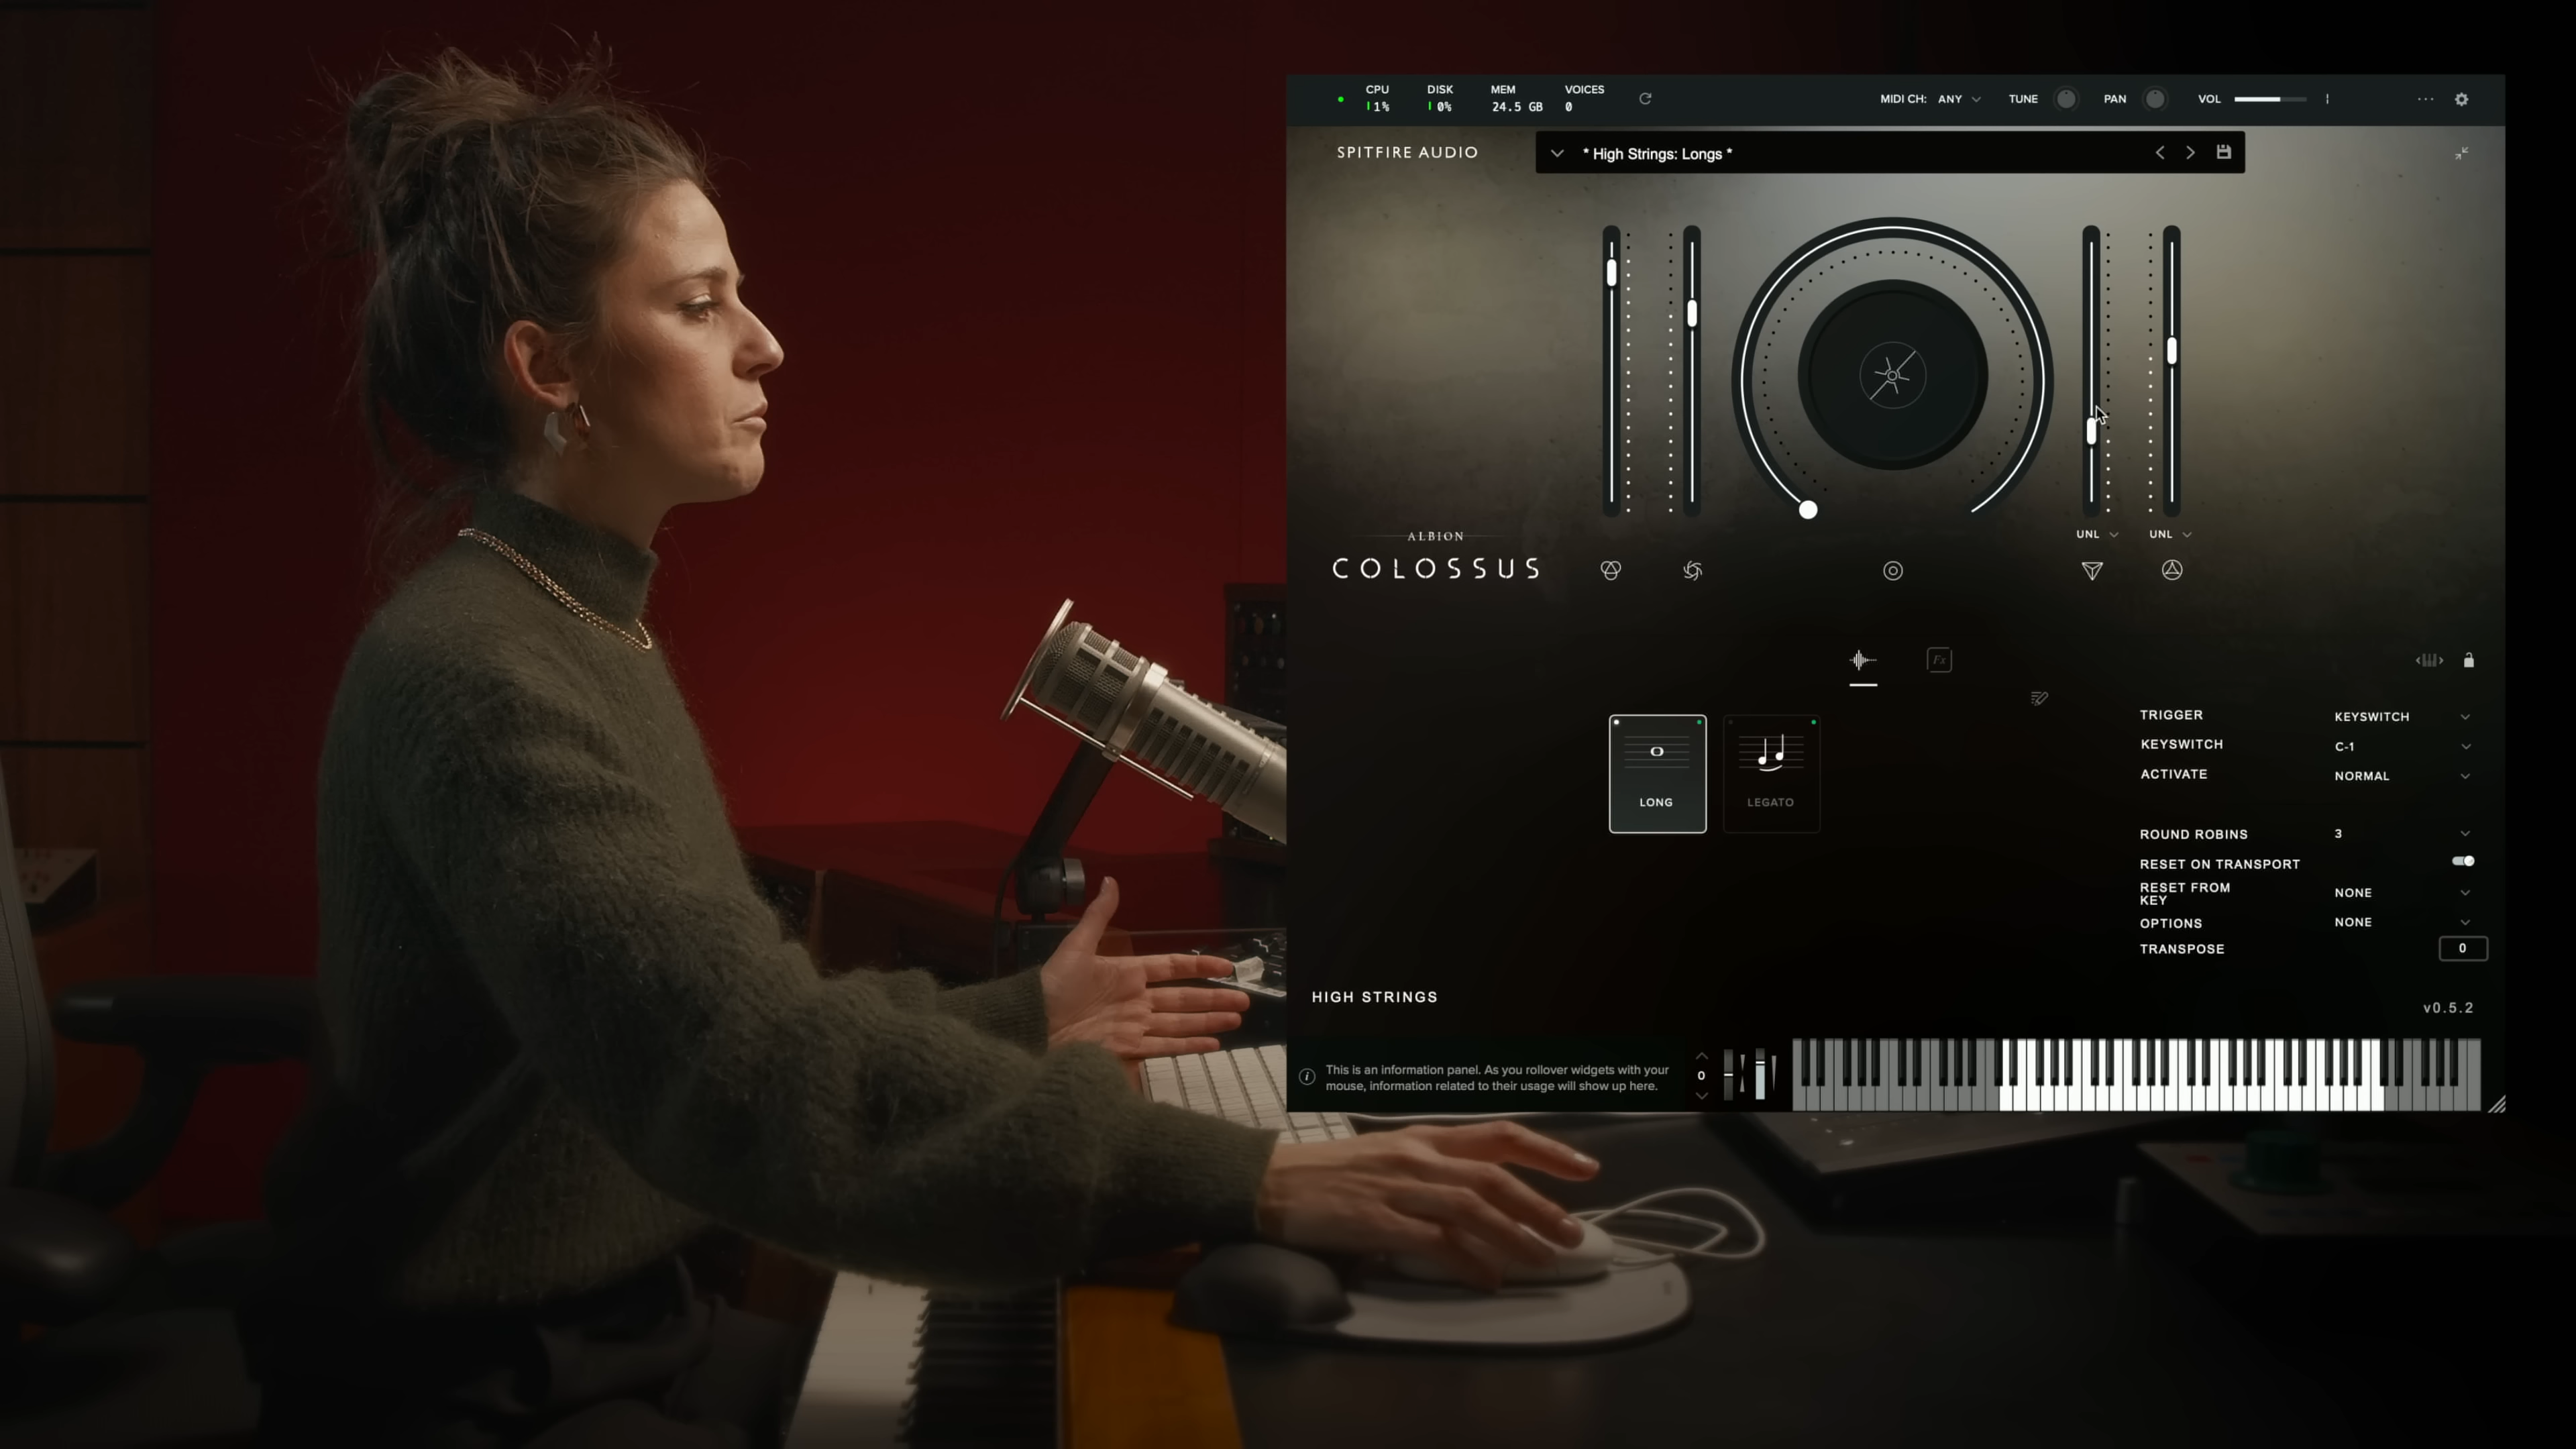 CPU
1%
DISK
0%
MEM
24.5 GB
VOICES
0
MIDI CH: ANY
TUNE
PAN
VOL
SPITFIRE AUDIO
* High Strings: Longs *
UNL
UNL
ALBION
COLOSSUS
Fx
LONG
LEGATO
TRIGGER KEYSWITCH
KEYSWITCH C-1
ACTIVATE NORMAL
ROUND ROBINS 3
RESET ON TRANSPORT
RESET FROM
KEY NONE
OPTIONS NONE
TRANSPOSE 0
HIGH STRINGS
v0.5.2
This is an information panel. As you rollover widgets with your
mouse, information related to their usage will show up here.
0